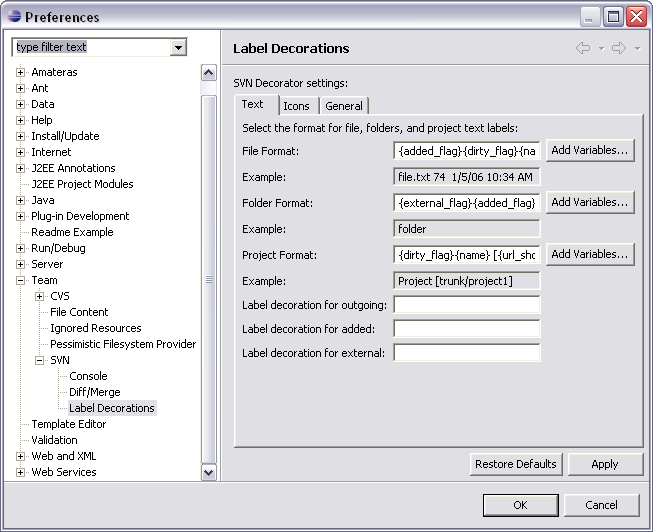 Preferences
type filter text
Amateras
Ant
Data
Help
Install/Update
Internet
J2EE Annotations
J2EE Project Modules
Java
Plug-in Development
Readme Example
Run/Debug
Server
Team
CVS
File Content
Ignored Resources
Pessimistic Filesystem Provider
SVN
Console
Diff/Merge
Label Decorations
Template Editor
Validation
Web and XML
Web Services
Label Decorations
SVN Decorator settings:
Text Icons General
Select the format for file, folders, and project text labels:
File Format: {added_flag}{dirty_flag}{na Add Variables...
Example: file.txt 74 1/5/06 10:34 AM
Folder Format: {external_flag}{added_flag} Add Variables...
Example: folder
Project Format: {dirty_flag}{name} [{url_sho Add Variables...
Example: Project [trunk/project1]
Label decoration for outgoing:
Label decoration for added:
Label decoration for external:
Restore Defaults Apply
OK Cancel